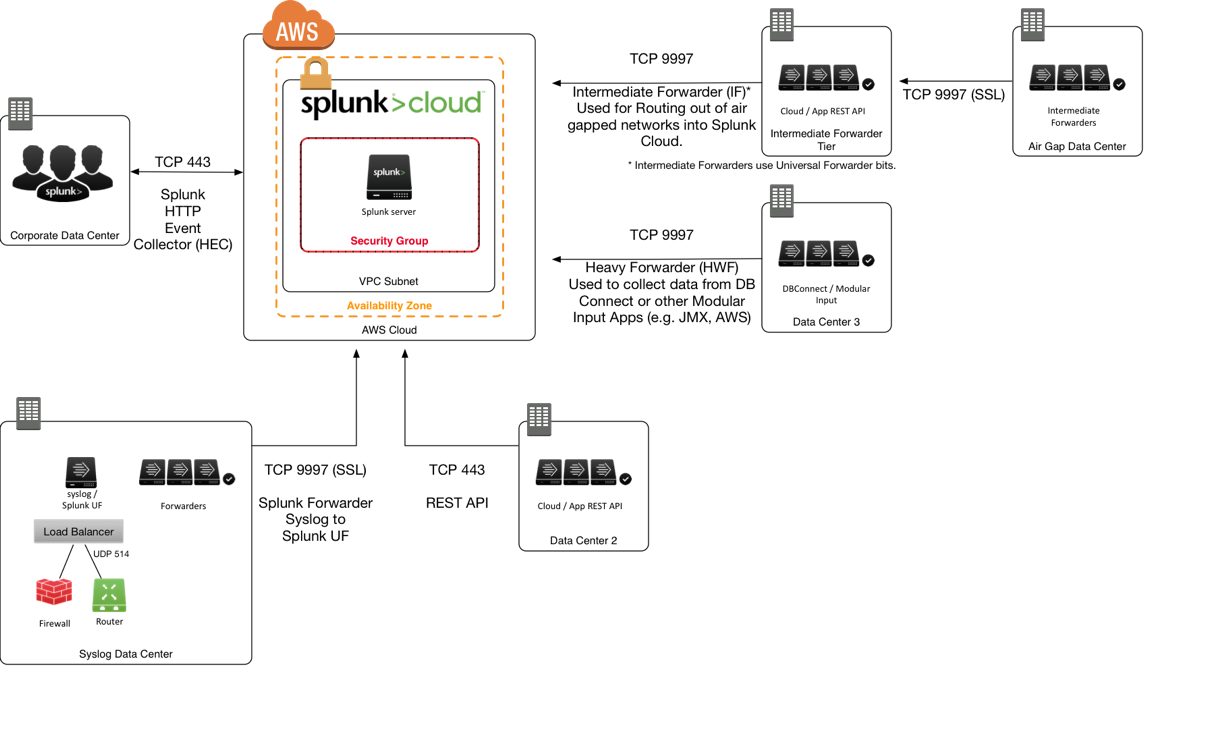 AWS
splunk>cloud™
splunk>
Splunk server
Security Group
VPC Subnet
Availability Zone
AWS Cloud
splunk>
Corporate Data Center
TCP 443
Splunk
HTTP
Event
Collector (HEC)
TCP 9997
Intermediate Forwarder (IF)*
Used for Routing out of air
gapped networks into Splunk
Cloud.
Cloud / App REST API
Intermediate Forwarder
Tier
* Intermediate Forwarders use Universal Forwarder bits.
TCP 9997 (SSL)
Intermediate
Forwarders
Air Gap Data Center
TCP 9997
Heavy Forwarder (HWF)
Used to collect data from DB
Connect or other Modular
Input Apps (e.g. JMX, AWS)
DBConnect / Modular
Input
Data Center 3
syslog /
Splunk UF
Forwarders
Load Balancer
UDP 514
Firewall
Router
Syslog Data Center
TCP 9997 (SSL)
Splunk Forwarder
Syslog to
Splunk UF
TCP 443
REST API
Cloud / App REST API
Data Center 2